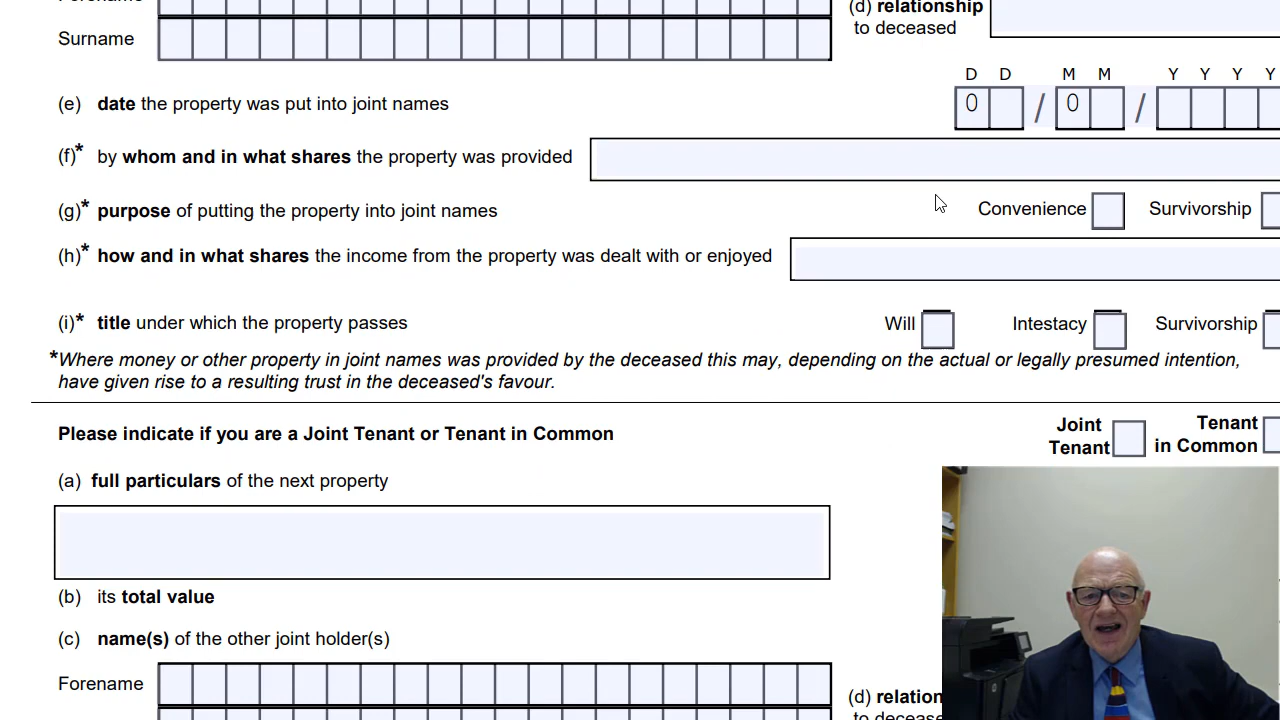 (d) relationship
to deceased
Surname
D D M M Y Y Y Y
(e) date the property was put into joint names
0 / 0 /
(f)* by whom and in what shares the property was provided
(g)* purpose of putting the property into joint names Convenience Survivorship
(h)* how and in what shares the income from the property was dealt with or enjoyed
(i)* title under which the property passes Will Intestacy Survivorship
*Where money or other property in joint names was provided by the deceased this may, depending on the actual or legally presumed intention,
have given rise to a resulting trust in the deceased's favour.
Please indicate if you are a Joint Tenant or Tenant in Common
Joint
Tenant
Tenant
in Common
(a) full particulars of the next property
(b) its total value
(c) name(s) of the other joint holder(s)
Forename
(d) relation
to decease